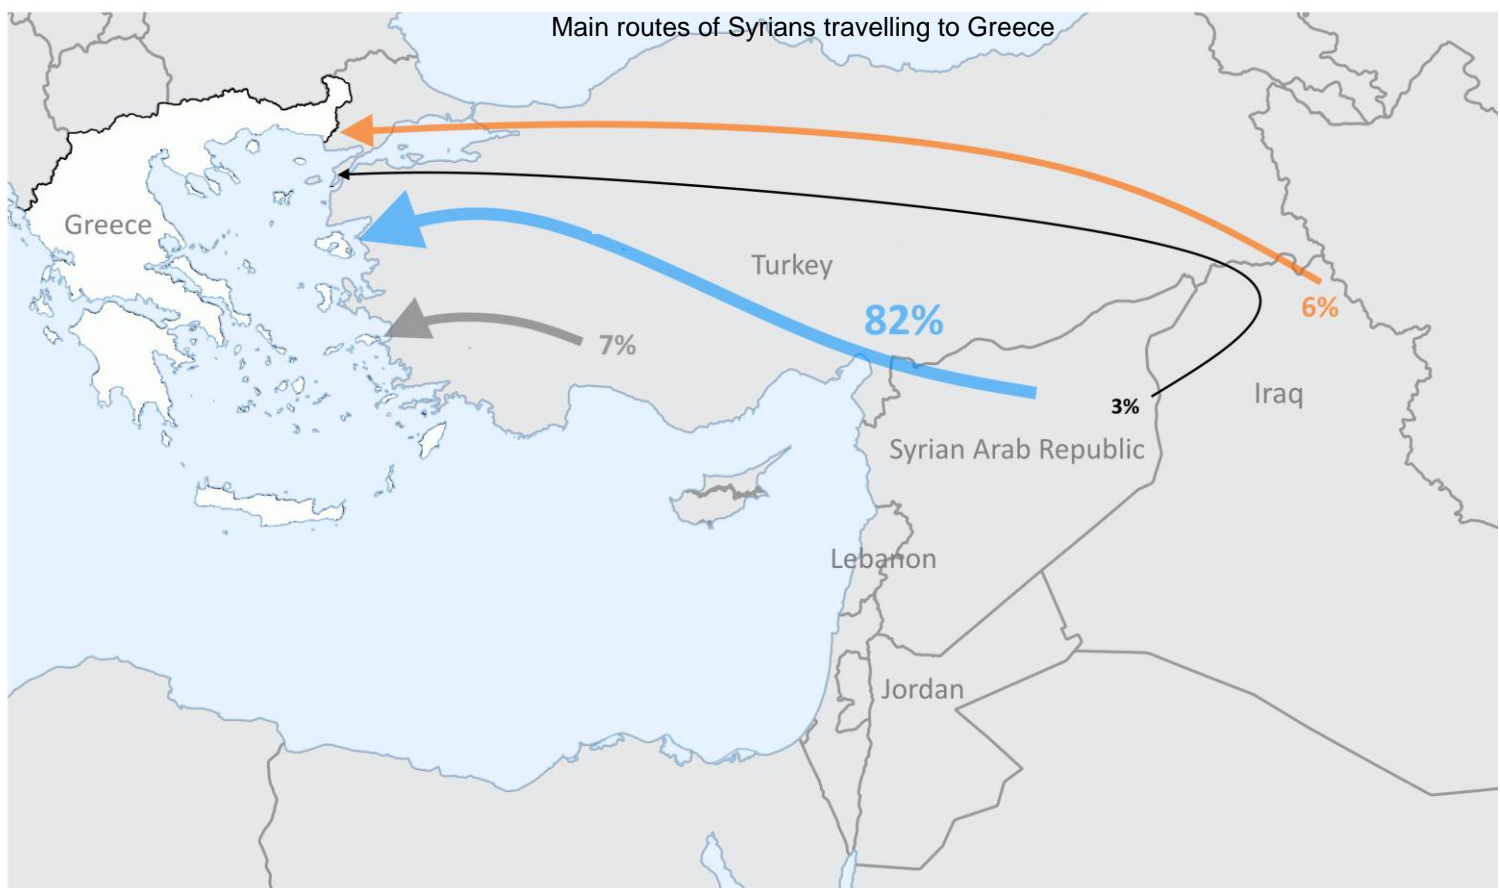 Main routes of Syrians travelling to Greece
Greece
Turkey
82%
6%
7%
3%
Iraq
Syrian Arab Republic
Lebanon
Jordan